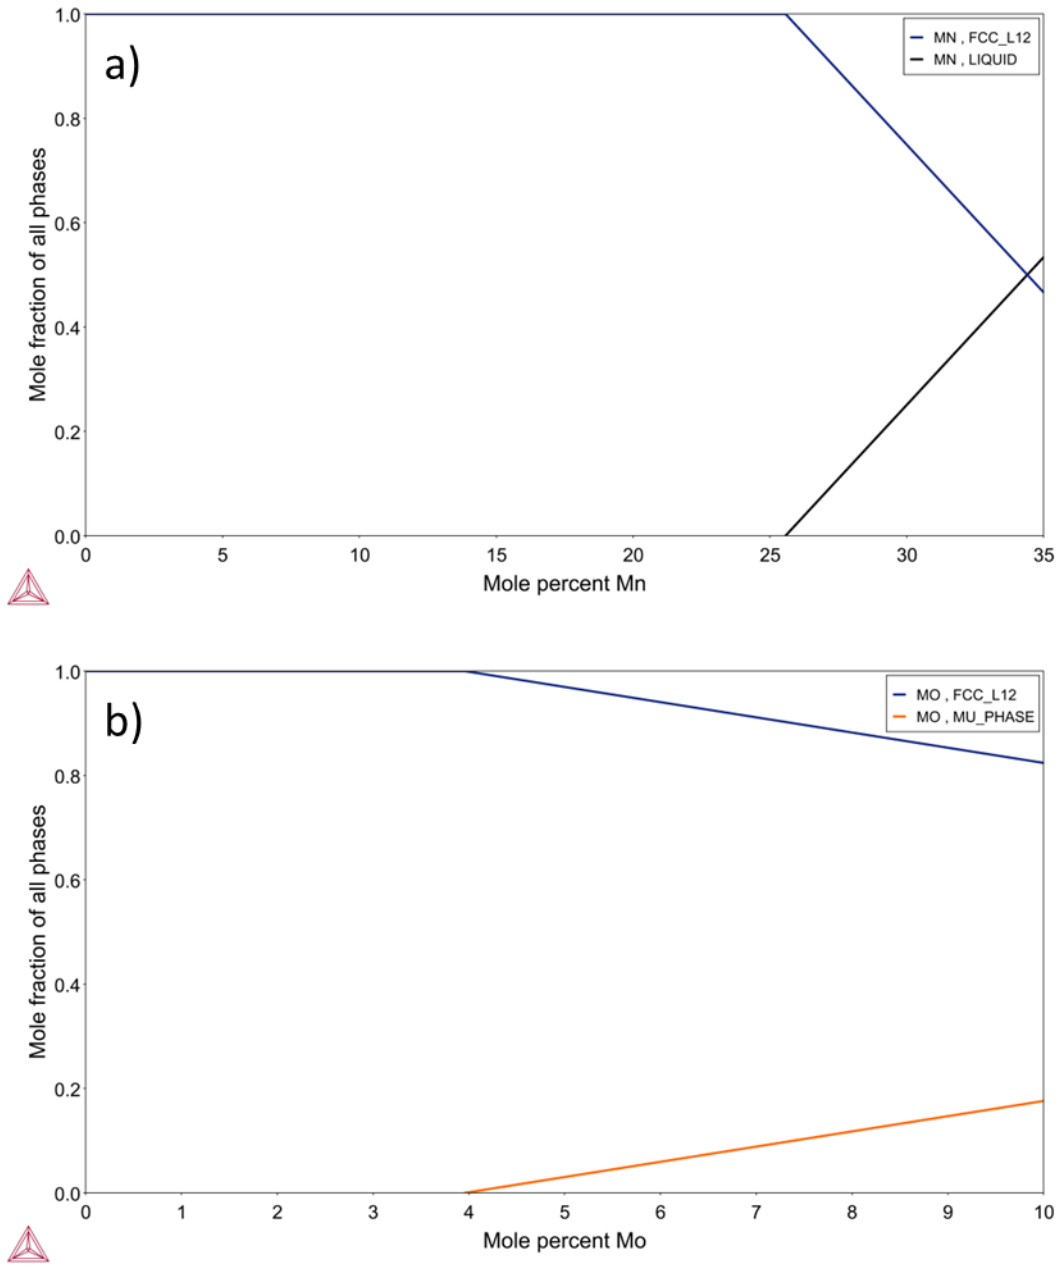 1.0
a)
MN , FCC_L12
MN , LIQUID
0.8
0.6
0.4
0.2
0.0
Mole fraction of all phases
0 5 10 15 20 25 30 35
Mole percent Mn
1.0
b)
MO , FCC_L12
MO , MU_PHASE
0.8
0.6
0.4
0.2
0.0
Mole fraction of all phases
0 1 2 3 4 5 6 7 8 9 10
Mole percent Mo